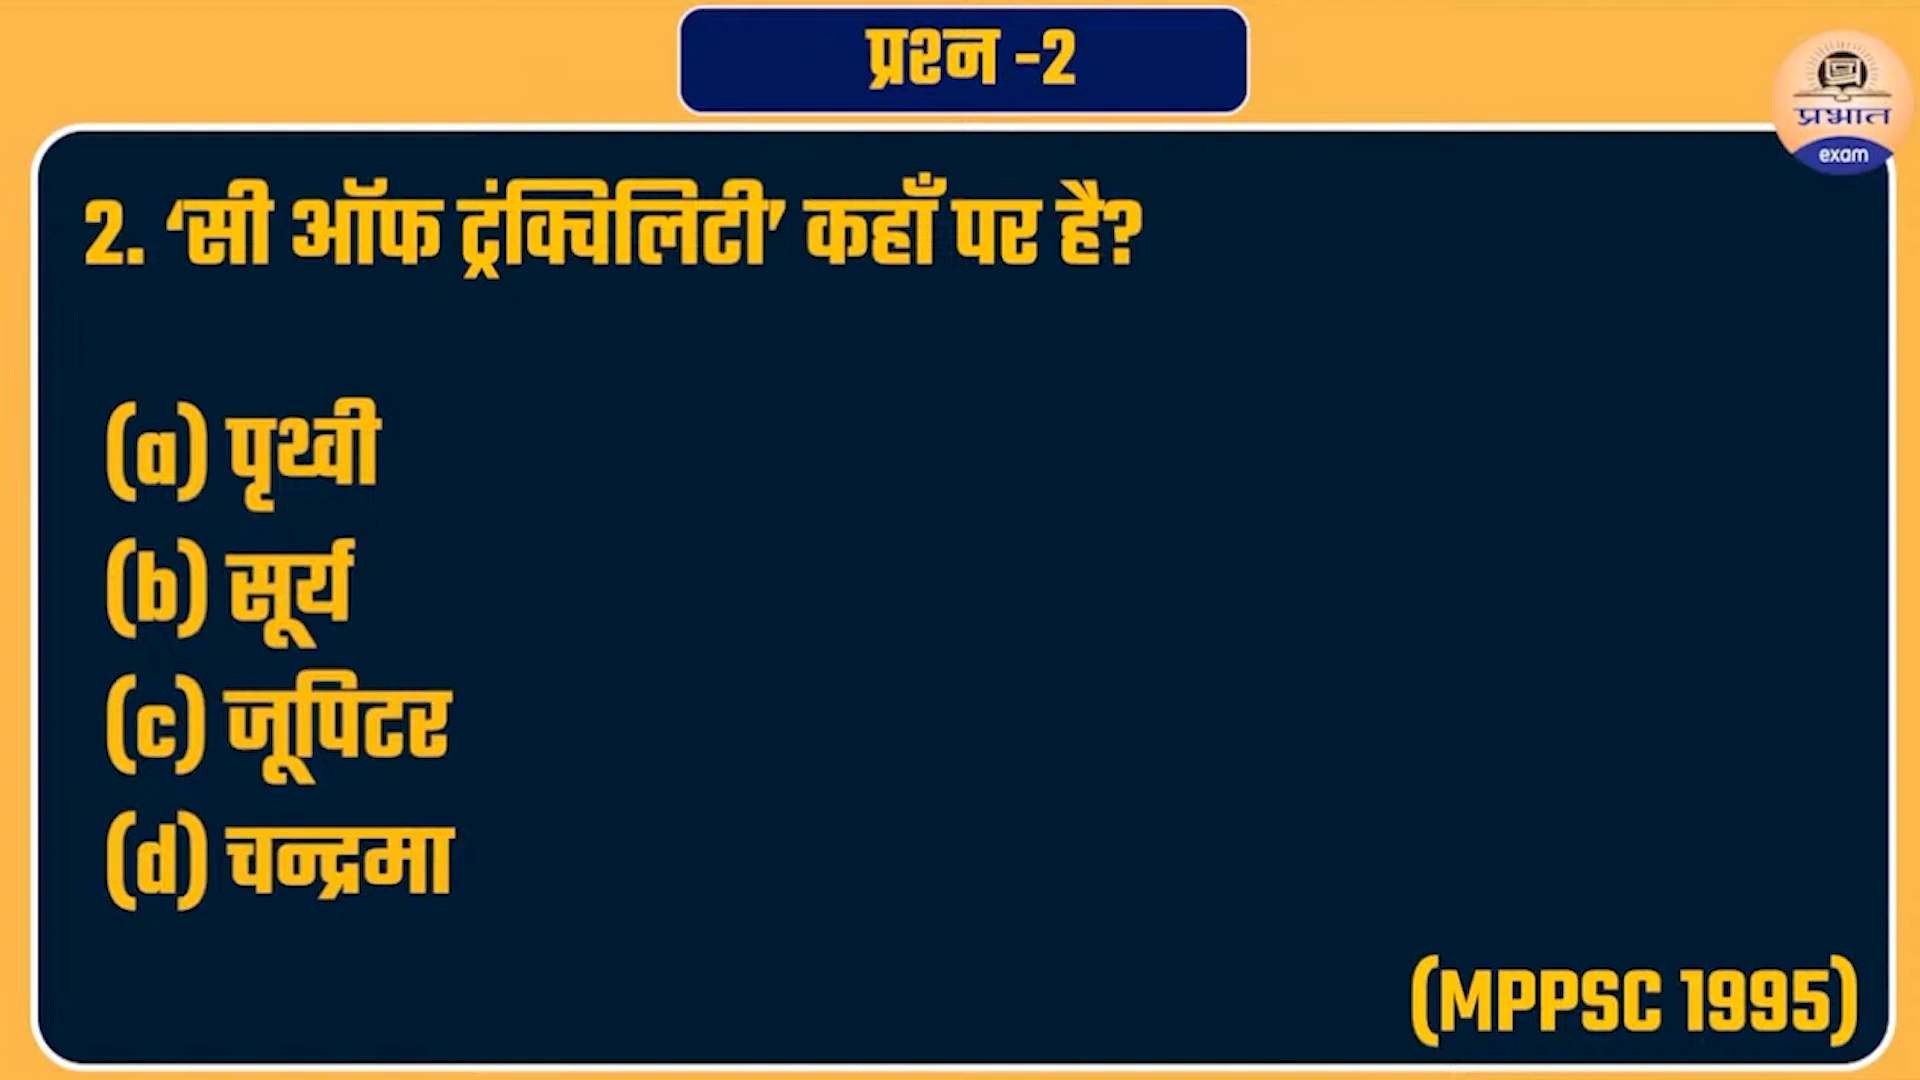 प्रश्न -2
प्रभात
exam
2. ‘सी ऑफ ट्रंक्विलिटी’ कहाँ पर है?
(a) पृथ्वी
(b) सूर्य
(c) जूपिटर
(d) चन्द्रमा
(MPPSC 1995)